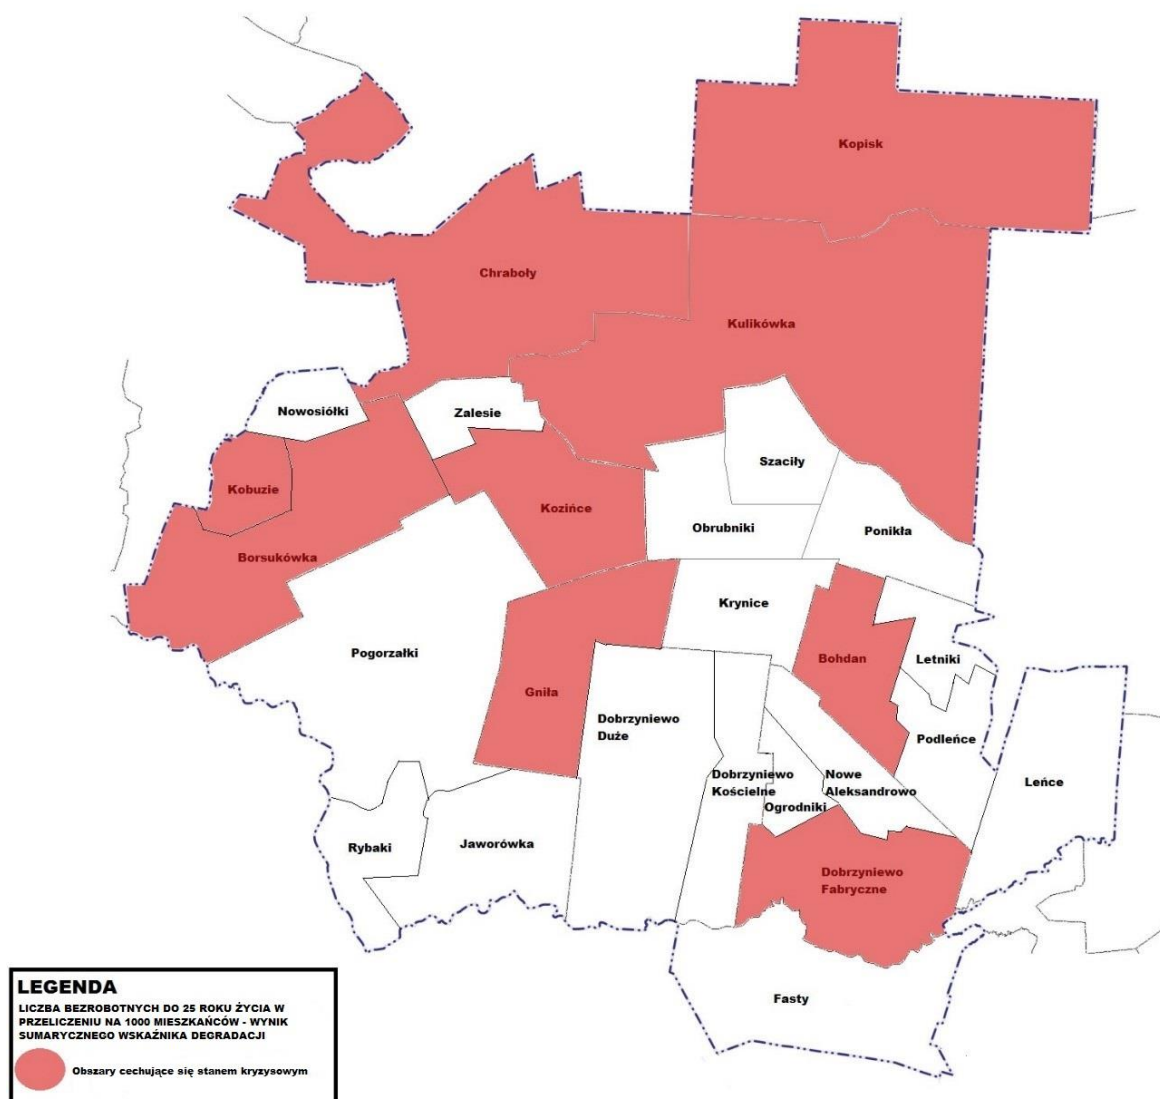 Kopisk
Chraboły
Kulikówka
Nowosiółki
Zalesie
Szaciły
Kobuzie
Kozińce
Obrubniki
Ponikła
Borsukówka
Krynice
Pogorzałki
Bohdan
Letniki
Gniła
Dobrzyniewo
Duże
Podleńce
Dobrzyniewo
Kościelne
Nowe
Aleksandrowo
Leńce
Ogrodniki
Rybaki
Jaworówka
Dobrzyniewo
Fabryczne
Fasty
LEGENDA
LICZBA BEZROBOTNYCH DO 25 ROKU ŻYCIA W
PRZELICZENIU NA 1000 MIESZKAŃCÓW - WYNIK
SUMARYCZNEGO WSKAŹNIKA DEGRADACJI
Obszary cechujące się stanem kryzysowym